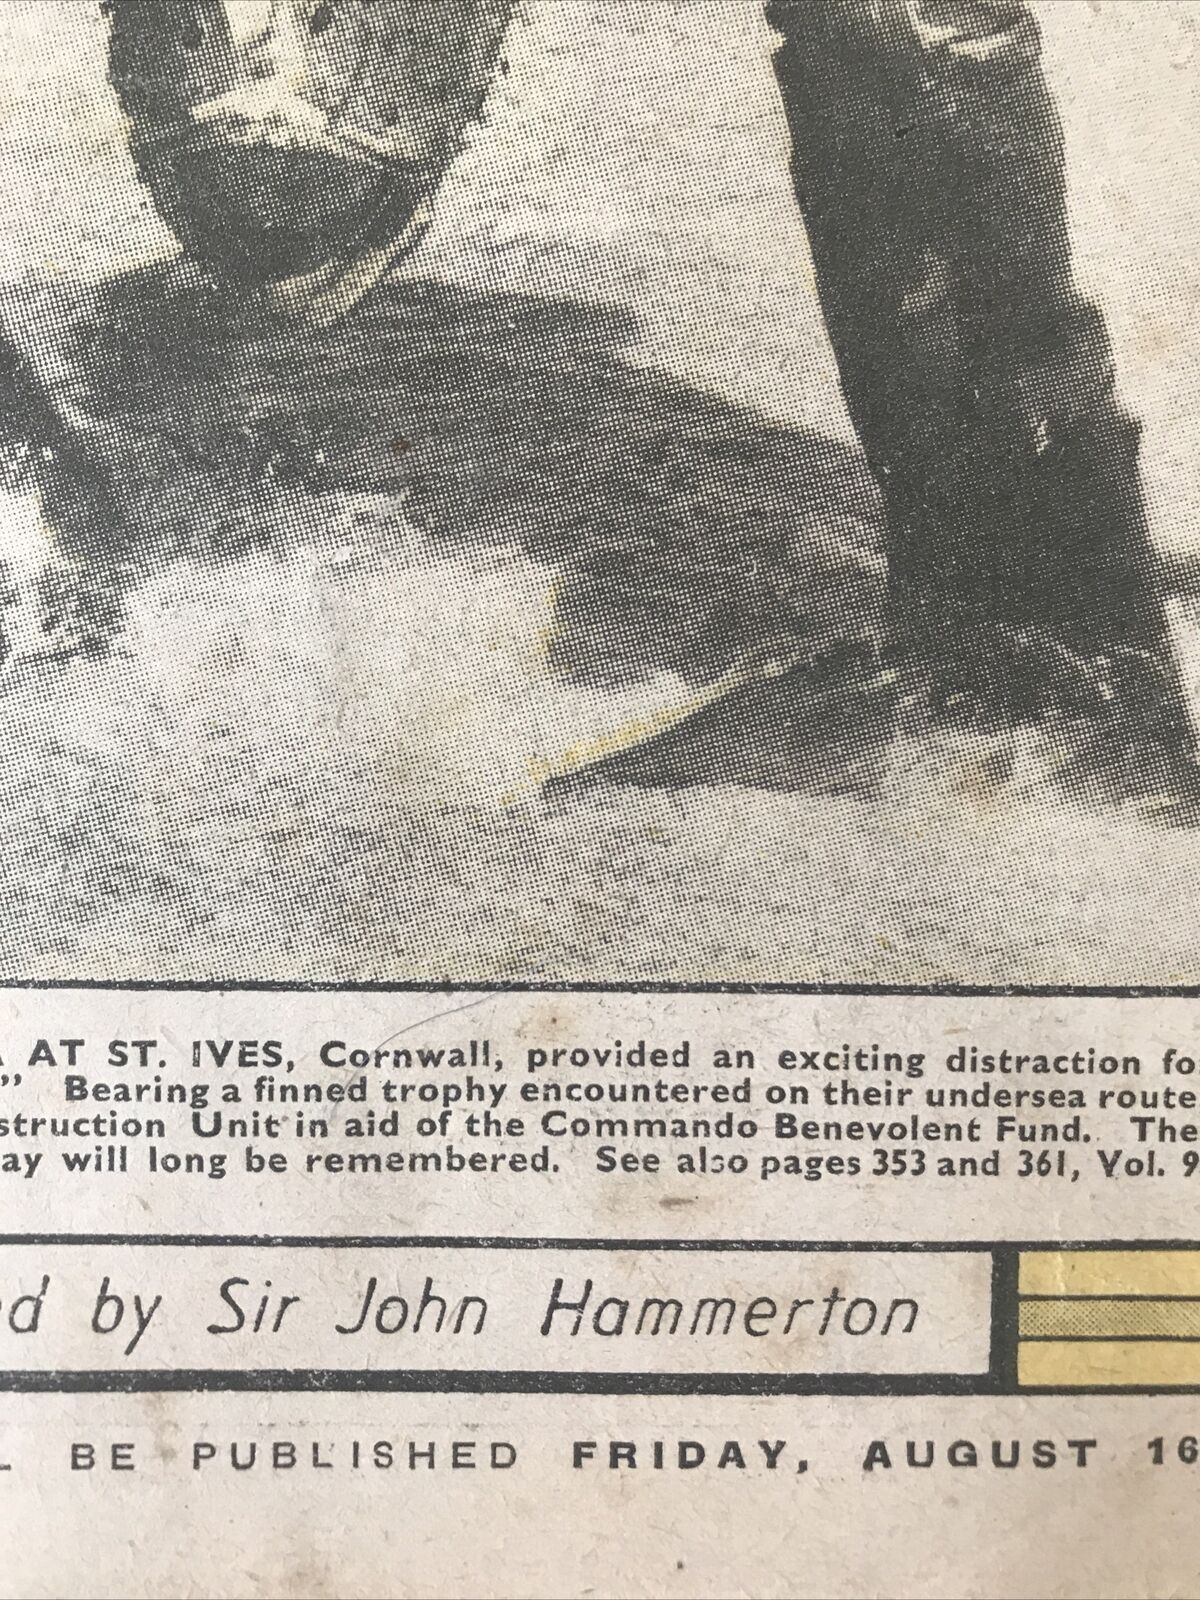 AT ST. IVES, Cornwall, provided an exciting distraction fo
” Bearing a finned trophy encountered on their undersea route
struction Unit in aid of the Commando Benevolent Fund. The
ay will long be remembered. See also pages 353 and 361, Vol. 9
d by Sir John Hammerton
BE PUBLISHED FRIDAY, AUGUST 16